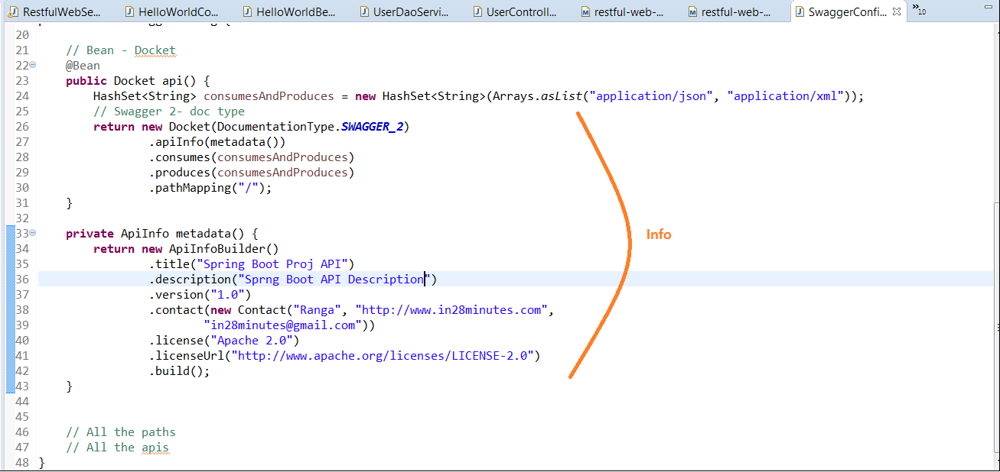 RestfulWebSe... HelloWorldCo... HelloWorldBe... UserDaoServi... UserControll... restful-web-... restful-web-... SwaggerConfi... »10
20
21 // Bean - Docket
22 @Bean
23 public Docket api() {
24 HashSet<String> consumesAndProduces = new HashSet<String>(Arrays.asList("application/json", "application/xml"));
25 // Swagger 2- doc type
26 return new Docket(DocumentationType.SWAGGER_2)
27 .apiInfo(metadata())
28 .consumes(consumesAndProduces)
29 .produces(consumesAndProduces)
30 .pathMapping("/");
31 }
32
33 private ApiInfo metadata() {
Info
34 return new ApiInfoBuilder()
35 .title("Spring Boot Proj API")
36 .description("Sprng Boot API Description")
37 .version("1.0")
38 .contact(new Contact("Ranga", "http://www.in28minutes.com",
39 "in28minutes@gmail.com"))
40 .license("Apache 2.0")
41 .licenseUrl("http://www.apache.org/licenses/LICENSE-2.0")
42 .build();
43 }
44
45
46 // All the paths
47 // All the apis
48 }